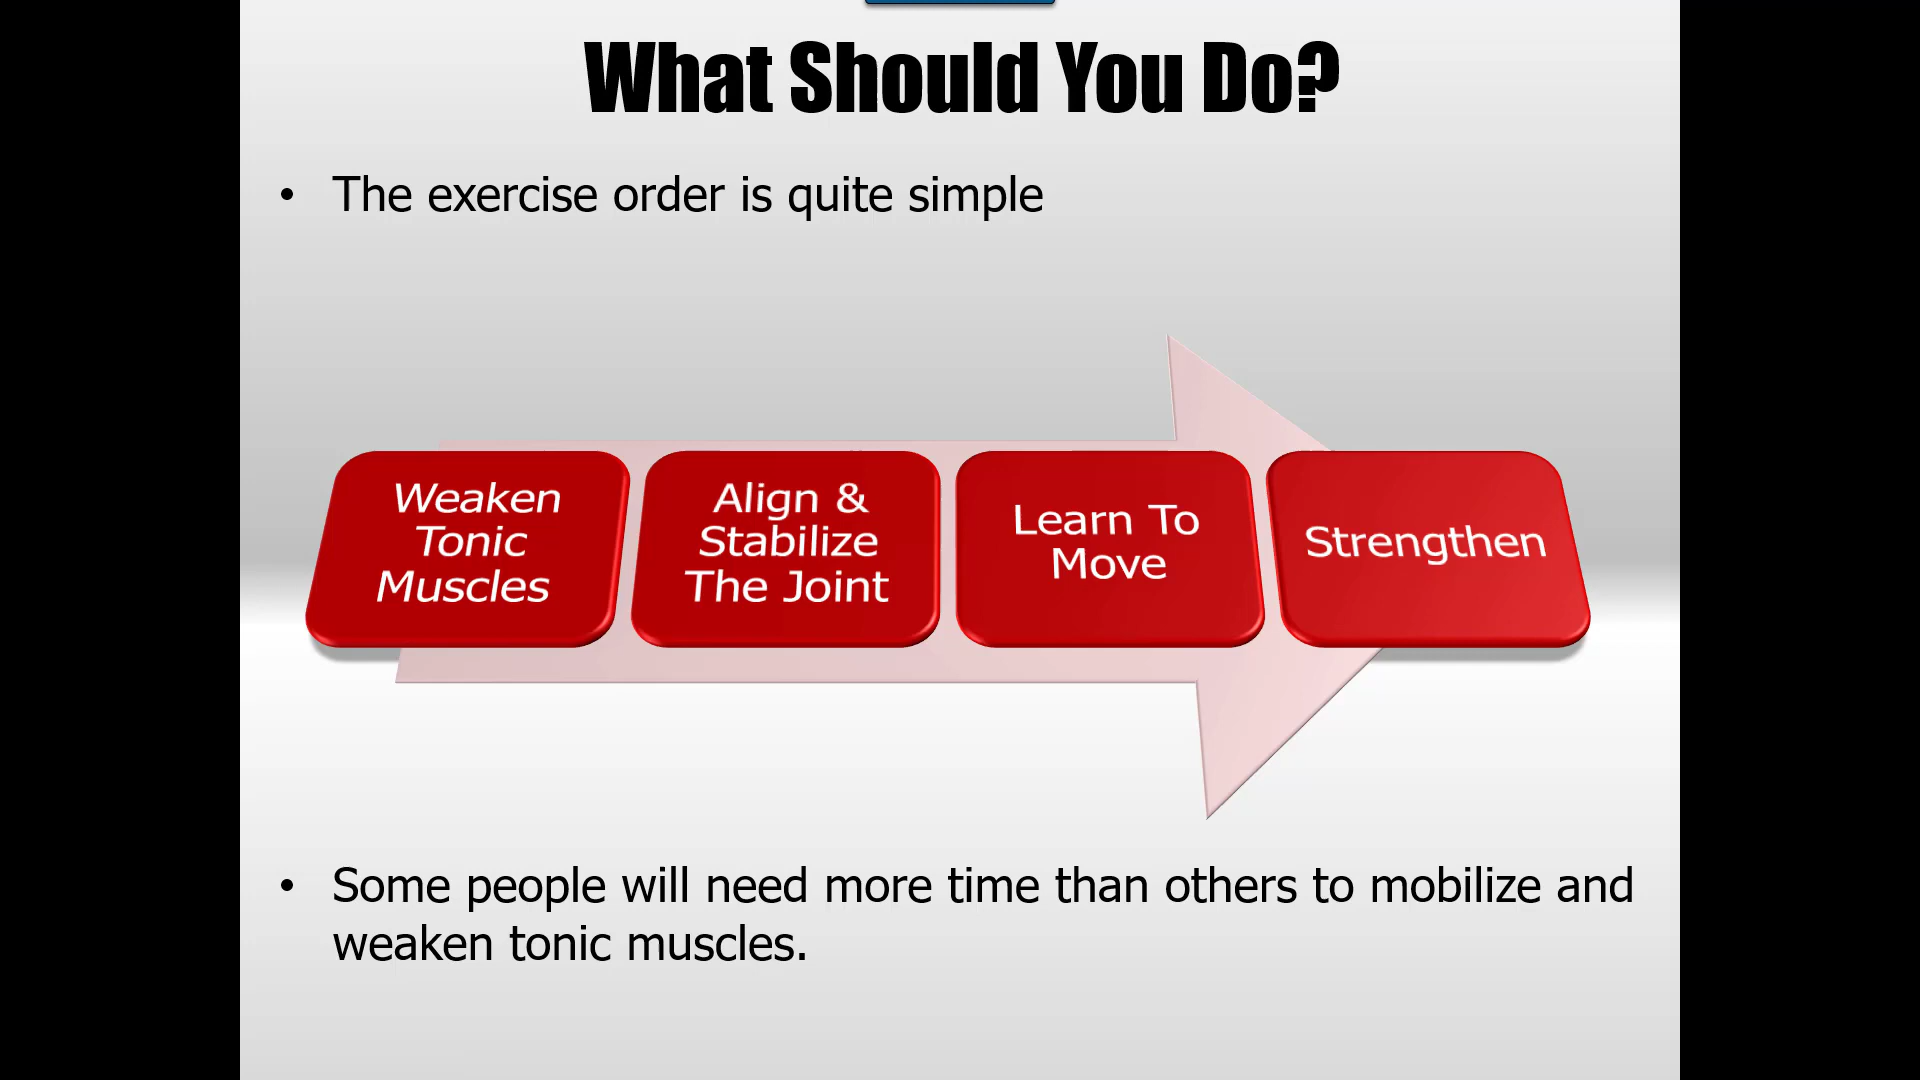 What Should You Do?
• The exercise order is quite simple
Weaken
Tonic
Muscles
Align &
Stabilize
The Joint
Learn To
Move
Strengthen
• Some people will need more time than others to mobilize and
weaken tonic muscles.